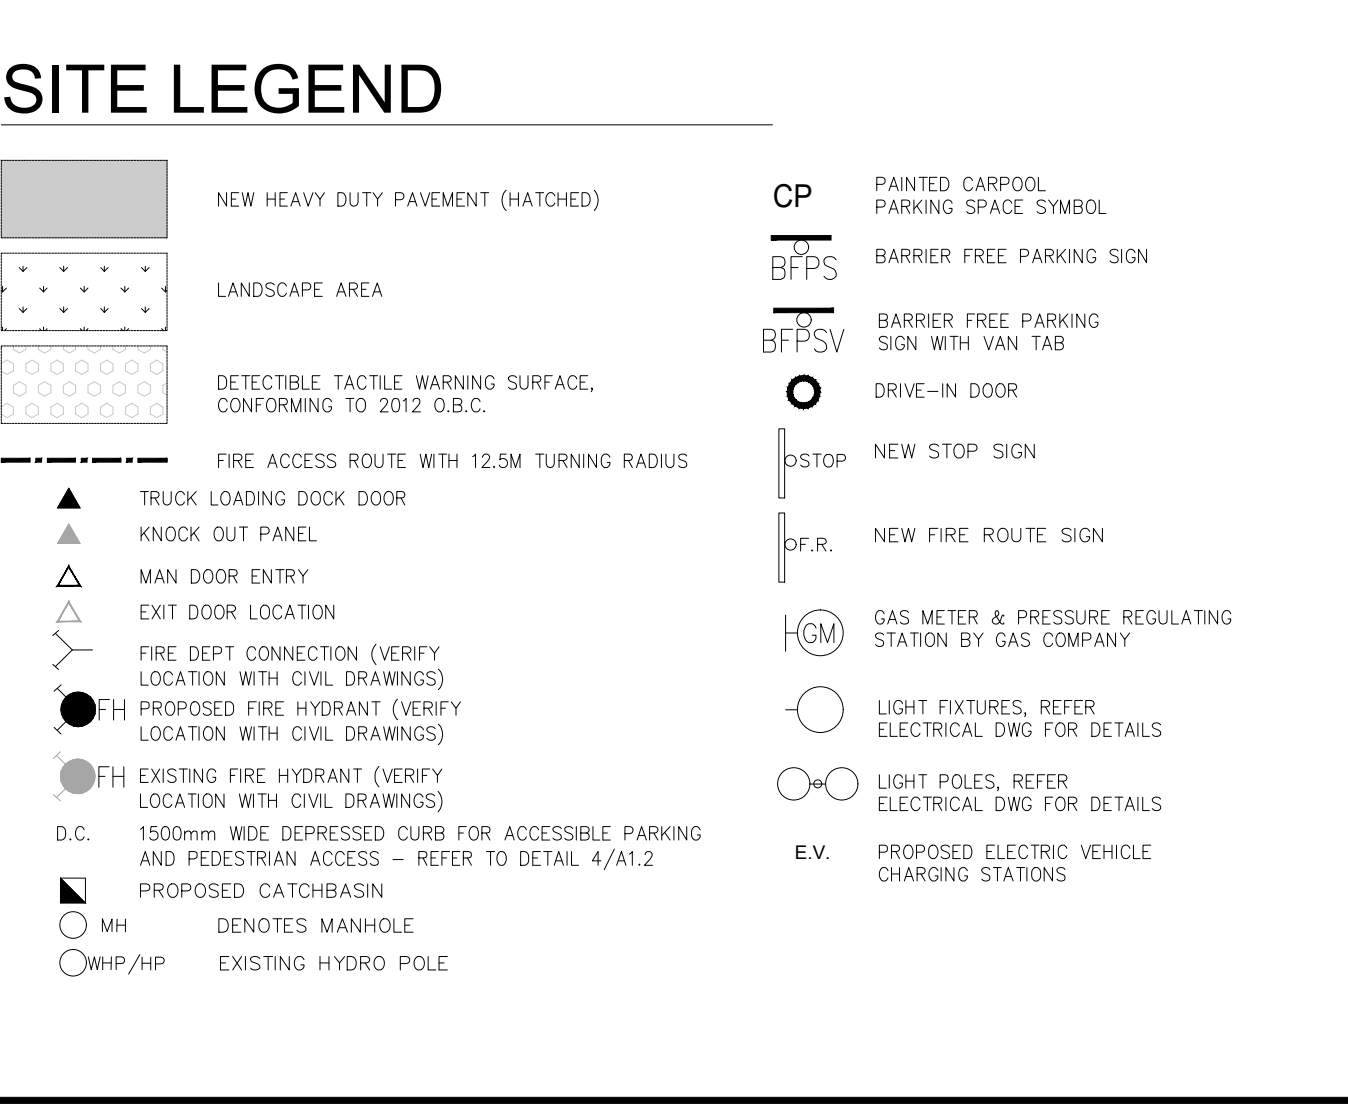 SITE LEGEND
NEW HEAVY DUTY PAVEMENT (HATCHED)
LANDSCAPE AREA
DETECTIBLE TACTILE WARNING SURFACE,
CONFORMING TO 2012 O.B.C.
FIRE ACCESS ROUTE WITH 12.5M TURNING RADIUS
TRUCK LOADING DOCK DOOR
KNOCK OUT PANEL
MAN DOOR ENTRY
EXIT DOOR LOCATION
FIRE DEPT CONNECTION (VERIFY
LOCATION WITH CIVIL DRAWINGS)
FH PROPOSED FIRE HYDRANT (VERIFY
LOCATION WITH CIVIL DRAWINGS)
FH EXISTING FIRE HYDRANT (VERIFY
LOCATION WITH CIVIL DRAWINGS)
D.C. 1500mm WIDE DEPRESSED CURB FOR ACCESSIBLE PARKING
AND PEDESTRIAN ACCESS – REFER TO DETAIL 4/A1.2
PROPOSED CATCHBASIN
MH DENOTES MANHOLE
WHP/HP EXISTING HYDRO POLE
CP PAINTED CARPOOL
PARKING SPACE SYMBOL
BFPS BARRIER FREE PARKING SIGN
BFPSV BARRIER FREE PARKING
SIGN WITH VAN TAB
DRIVE–IN DOOR
STOP NEW STOP SIGN
F.R. NEW FIRE ROUTE SIGN
GM GAS METER & PRESSURE REGULATING
STATION BY GAS COMPANY
LIGHT FIXTURES, REFER
ELECTRICAL DWG FOR DETAILS
LIGHT POLES, REFER
ELECTRICAL DWG FOR DETAILS
E.V. PROPOSED ELECTRIC VEHICLE
CHARGING STATIONS